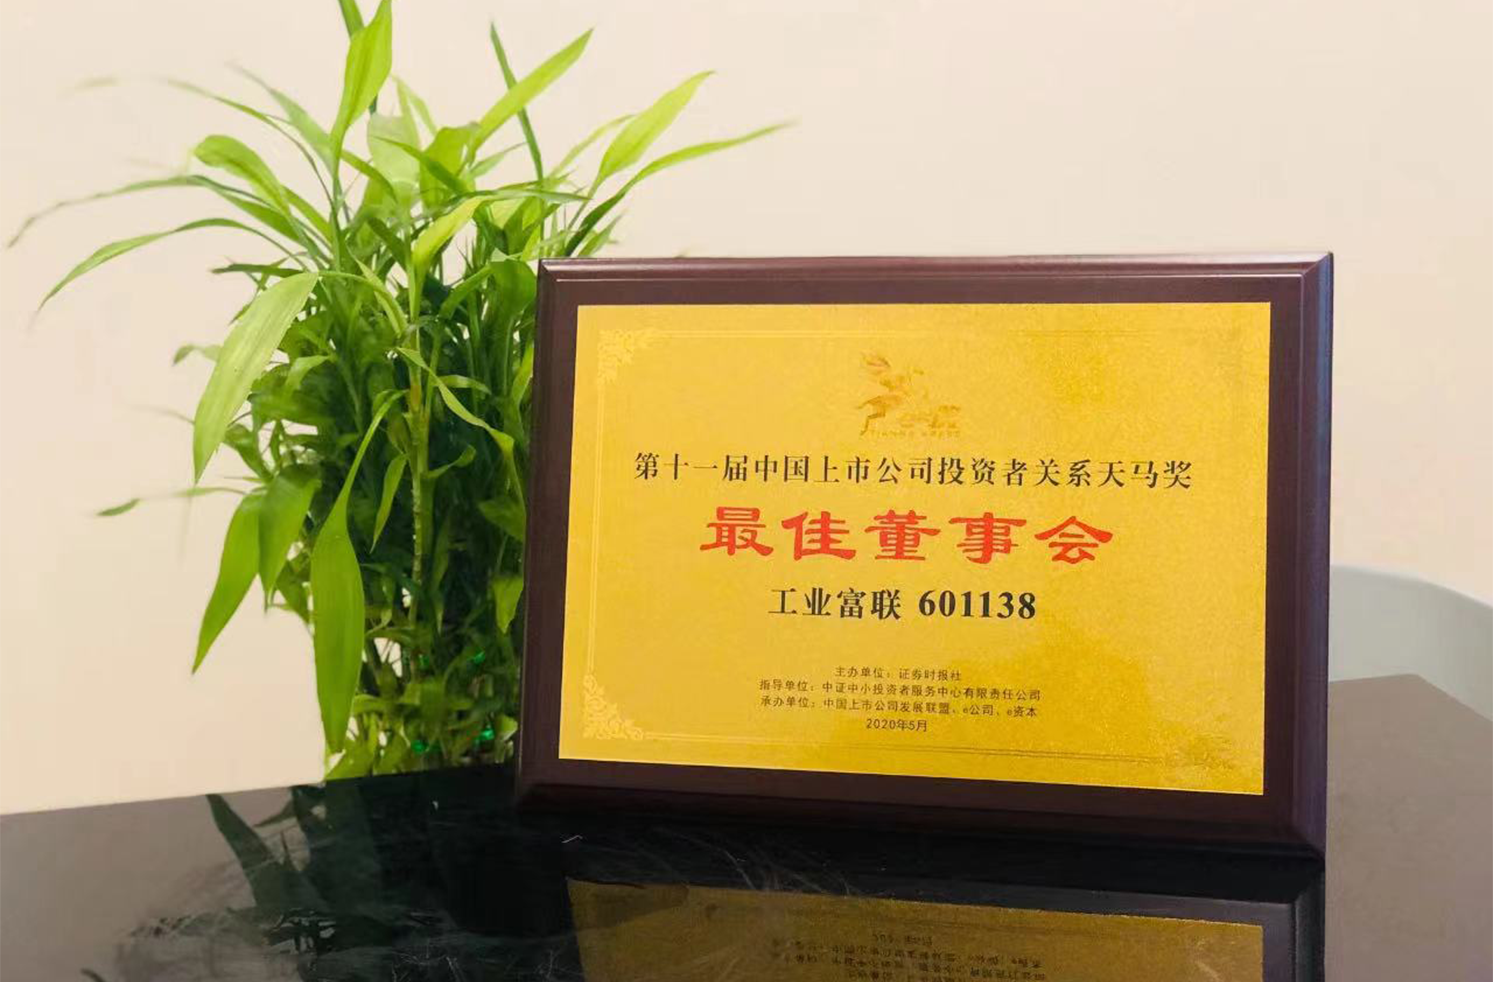 第十一届中国上市公司投资者关系天马奖
最佳董事会
工业富联 601138
主办单位：证券时报社
指导单位：中证中小投资者服务中心有限责任公司
承办单位：中国上市公司发展联盟、e公司、e资本
2020年5月